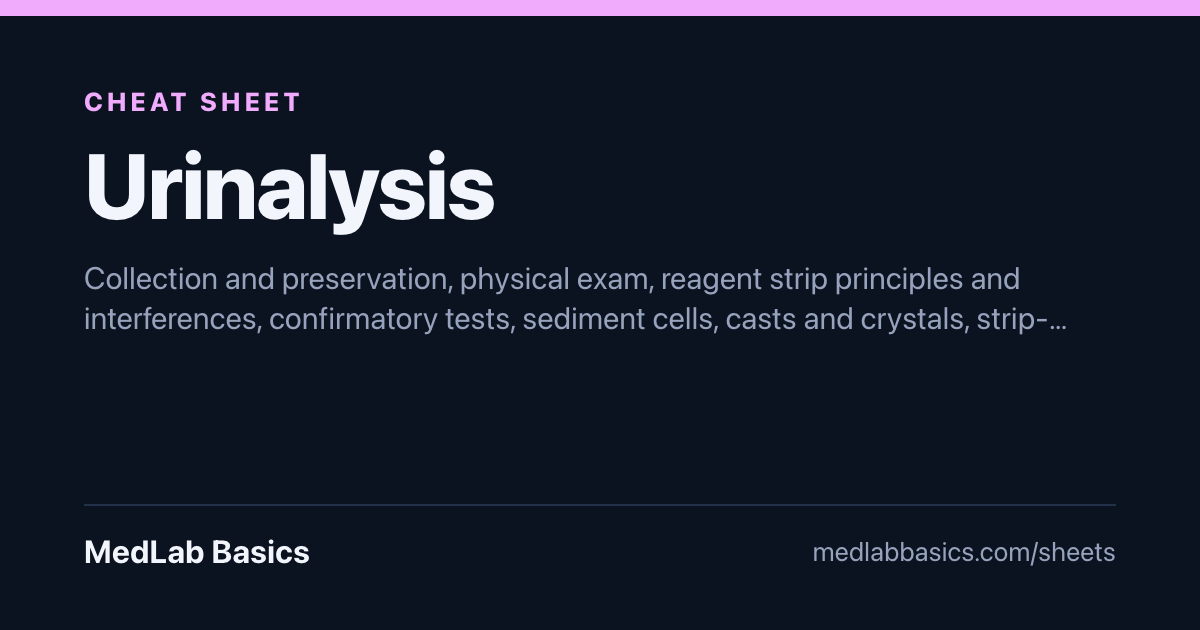 CHEAT SHEET
Urinalysis
Collection and preservation, physical exam, reagent strip principles and
interferences, confirmatory tests, sediment cells, casts and crystals, strip-…
MedLab Basics
medlabbasics.com/sheets